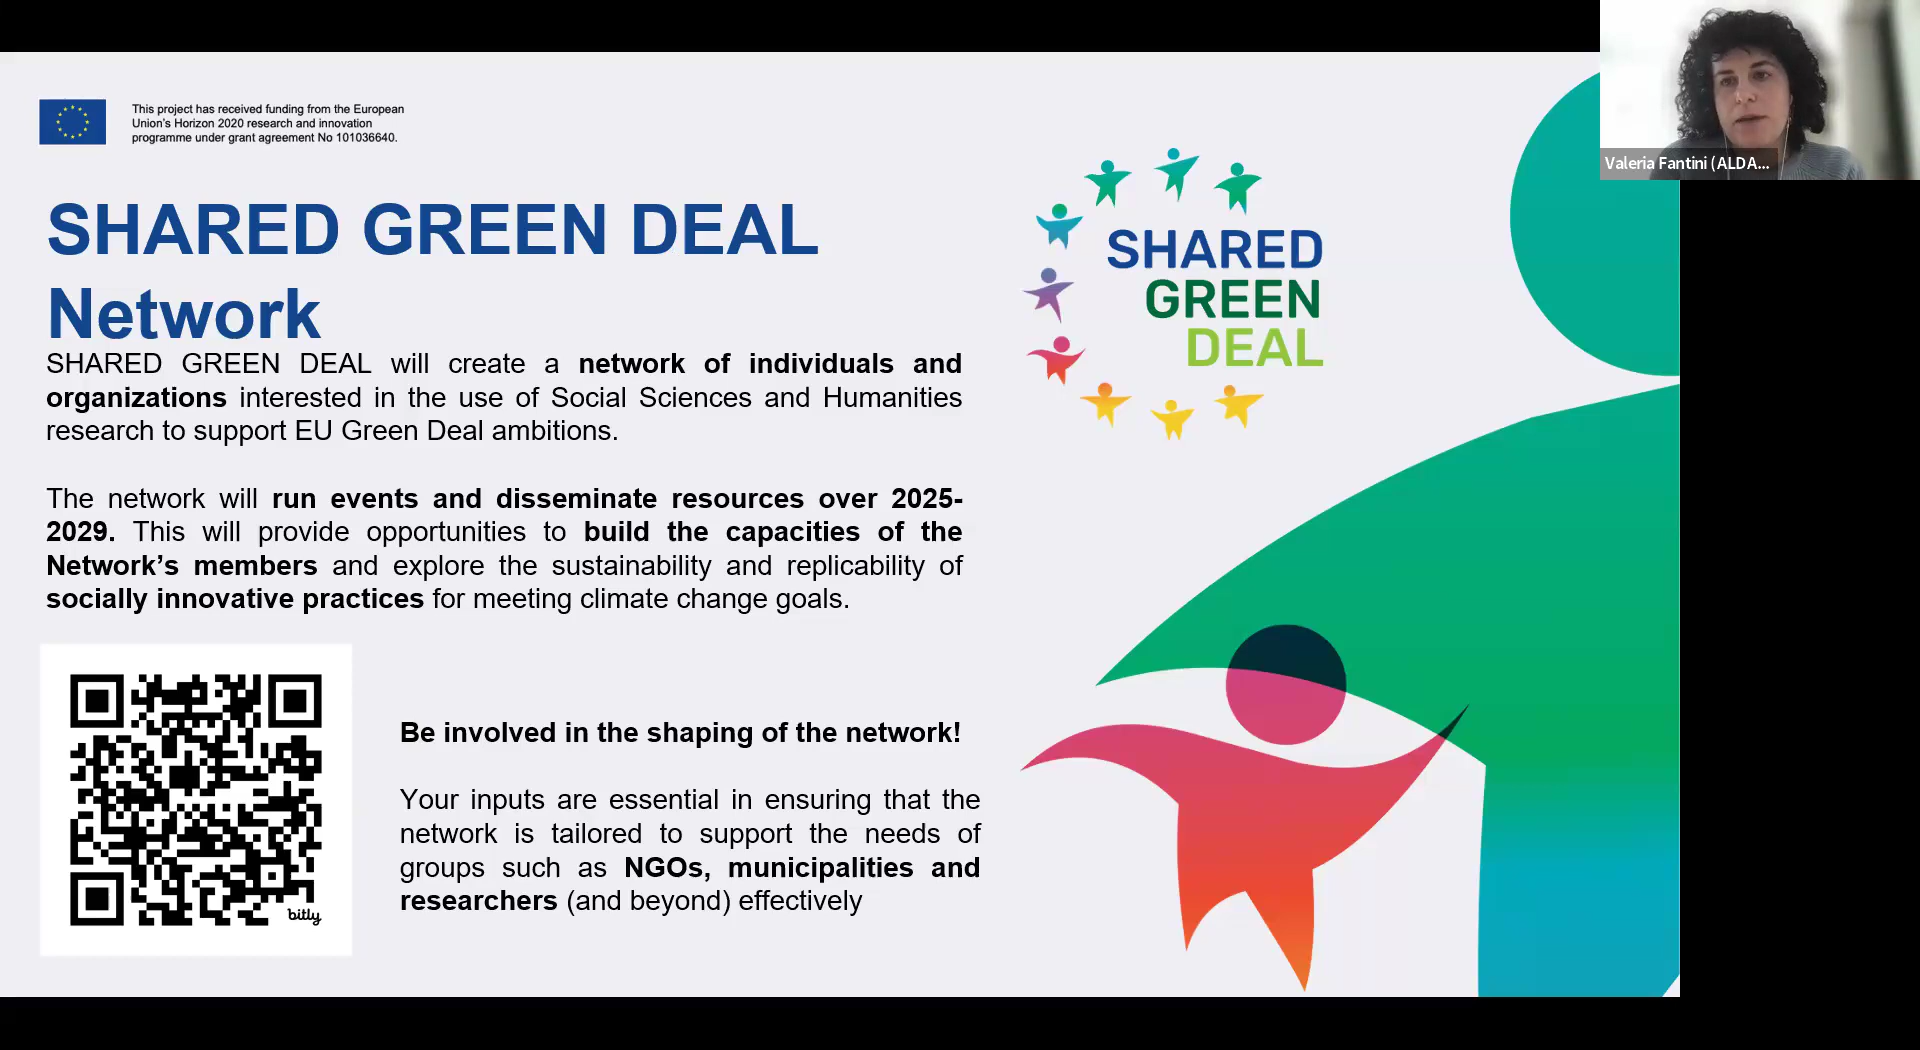 This project has received funding from the European
Union's Horizon 2020 research and innovation
programme under grant agreement No 101036640.
SHARED GREEN DEAL
Network
SHARED GREEN DEAL will create a network of individuals and
organizations interested in the use of Social Sciences and Humanities
research to support EU Green Deal ambitions.
The network will run events and disseminate resources over 2025-
2029. This will provide opportunities to build the capacities of the
Network’s members and explore the sustainability and replicability of
socially innovative practices for meeting climate change goals.
bitly
Be involved in the shaping of the network!
Your inputs are essential in ensuring that the
network is tailored to support the needs of
groups such as NGOs, municipalities and
researchers (and beyond) effectively
SHARED
GREEN
DEAL
Valeria Fantini (ALDA...